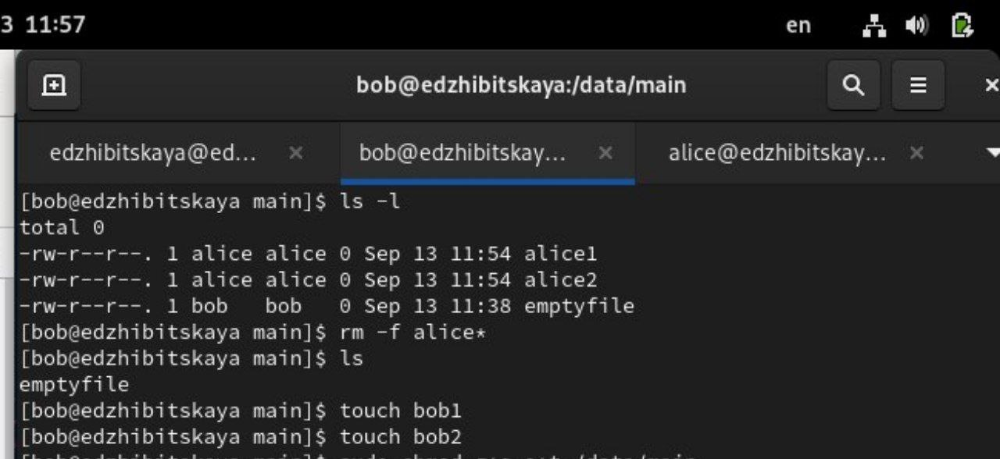 3 11:57
en
bob@edzhibitskaya:/data/main
edzhibitskaya@ed...
bob@edzhibitskay...
alice@edzhibitskay...
[bob@edzhibitskaya main]$ ls -l
total 0
-rw-r--r--. 1 alice alice 0 Sep 13 11:54 alice1
-rw-r--r--. 1 alice alice 0 Sep 13 11:54 alice2
-rw-r--r--. 1 bob   bob   0 Sep 13 11:38 emptyfile
[bob@edzhibitskaya main]$ rm -f alice*
[bob@edzhibitskaya main]$ ls
emptyfile
[bob@edzhibitskaya main]$ touch bob1
[bob@edzhibitskaya main]$ touch bob2